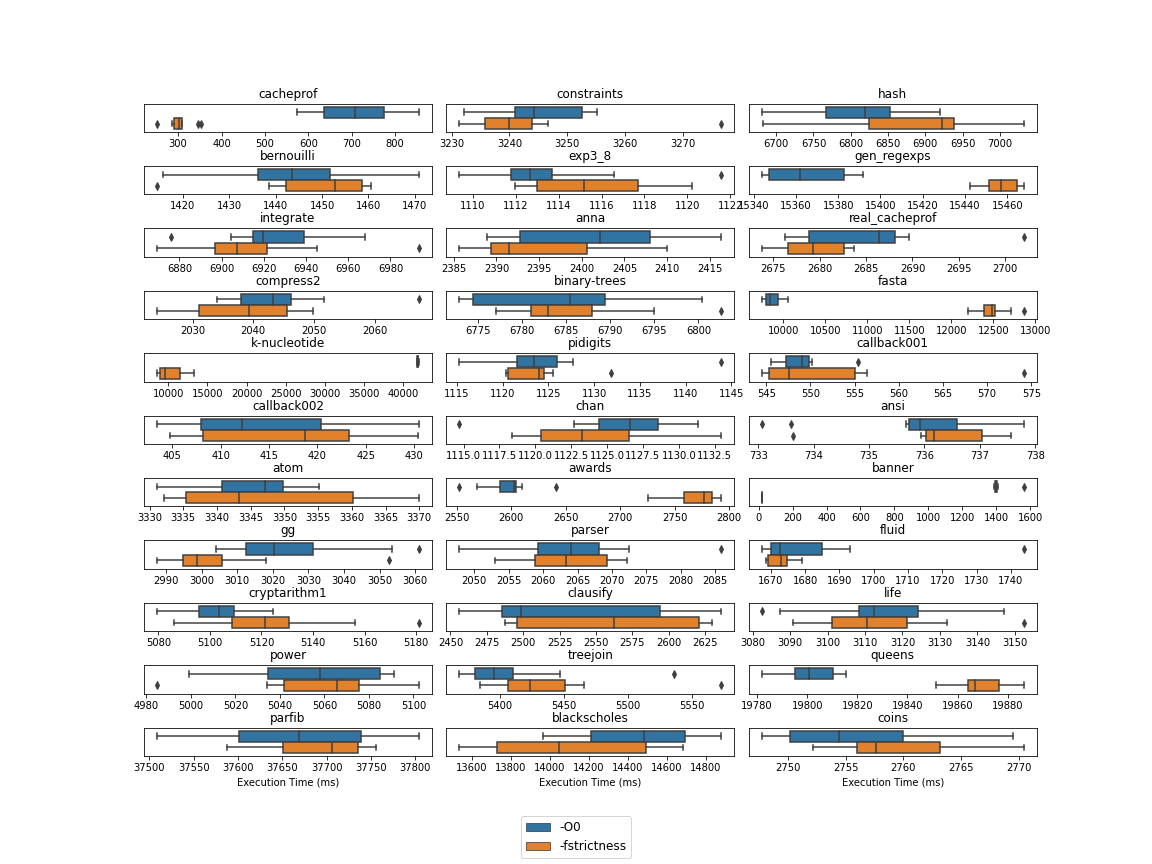 cacheprof constraints hash
300 400 500 600 700 800 3230 3240 3250 3260 3270 6700 6750 6800 6850 6900 6950 7000
bernouilli exp3_8 gen_regexps
1420 1430 1440 1450 1460 1470 1110 1112 1114 1116 1118 1120 1122 15340 15360 15380 15400 15420 15440 15460
integrate anna real_cacheprof
6880 6900 6920 6940 6960 6980 2385 2390 2395 2400 2405 2410 2415 2675 2680 2685 2690 2695 2700
compress2 binary-trees fasta
2030 2040 2050 2060 6775 6780 6785 6790 6795 6800 10000 10500 11000 11500 12000 12500 13000
k-nucleotide pidigits callback001
10000 15000 20000 25000 30000 35000 40000 1115 1120 1125 1130 1135 1140 1145 545 550 555 560 565 570 575
callback002 chan ansi
405 410 415 420 425 430 1115.0 1117.5 1120.0 1122.5 1125.0 1127.5 1130.0 1132.5 733 734 735 736 737 738
atom awards banner
3330 3335 3340 3345 3350 3355 3360 3365 3370 2550 2600 2650 2700 2750 2800 0 200 400 600 800 1000 1200 1400 1600
gg parser fluid
2990 3000 3010 3020 3030 3040 3050 3060 2050 2055 2060 2065 2070 2075 2080 2085 1670 1680 1690 1700 1710 1720 1730 1740
cryptarithm1 clausify life
5080 5100 5120 5140 5160 5180 2450 2475 2500 2525 2550 2575 2600 2625 3080 3090 3100 3110 3120 3130 3140 3150
power treejoin queens
4980 5000 5020 5040 5060 5080 5100 5400 5450 5500 5550 19780 19800 19820 19840 19860 19880
parfib blackscholes coins
37500 37550 37600 37650 37700 37750 37800 13600 13800 14000 14200 14400 14600 14800 2750 2755 2760 2765 2770
Execution Time (ms) Execution Time (ms) Execution Time (ms)
-O0
-fstrictness